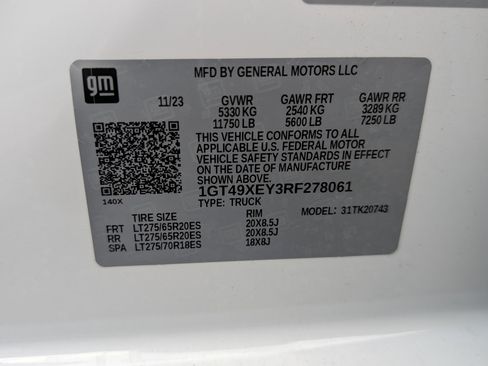 gm
MFD BY GENERAL MOTORS LLC
11/23 GVWR GAWR FRT GAWR RR
5330 KG 2540 KG 3289 KG
11750 LB 5600 LB 7250 LB
THIS VEHICLE CONFORMS TO ALL
APPLICABLE U.S. FEDERAL MOTOR
VEHICLE SAFETY STANDARDS IN EFFECT
ON THE DATE OF MANUFACTURE
SHOWN ABOVE.
1GT49XEY3RF278061
140X TYPE: TRUCK MODEL: 31TK20743
TIRE SIZE RIM
FRT LT275/65R20ES 20X8.5J
RR LT275/65R20ES 20X8.5J
SPA LT275/70R18ES 18X8J